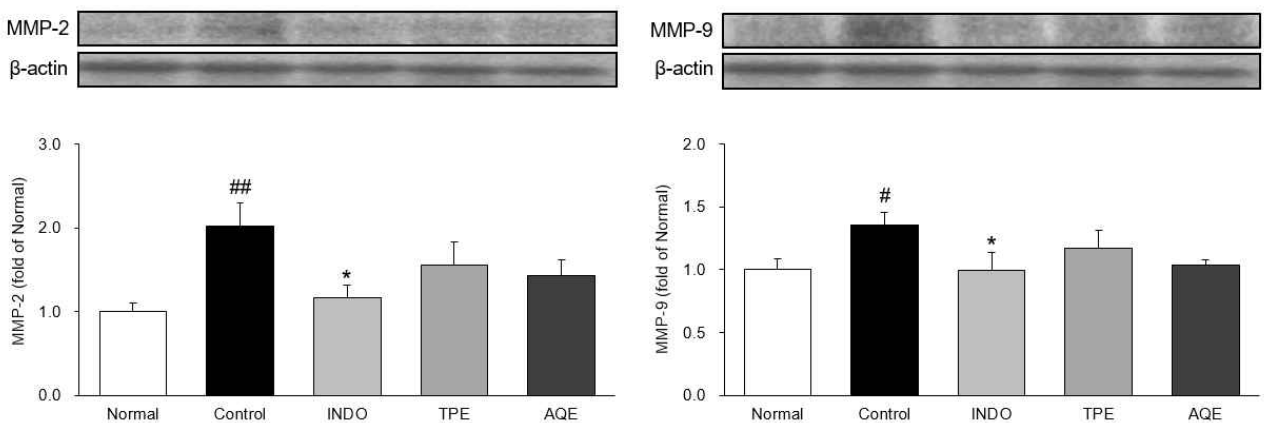 MMP-2
β-actin
MMP-2 (fold of Normal)
3.0
2.0
1.0
0.0
##
*
Normal Control INDO TPE AQE
MMP-9
β-actin
MMP-9 (fold of Normal)
2.0
1.5
1.0
0.5
0.0
#
*
Normal Control INDO TPE AQE